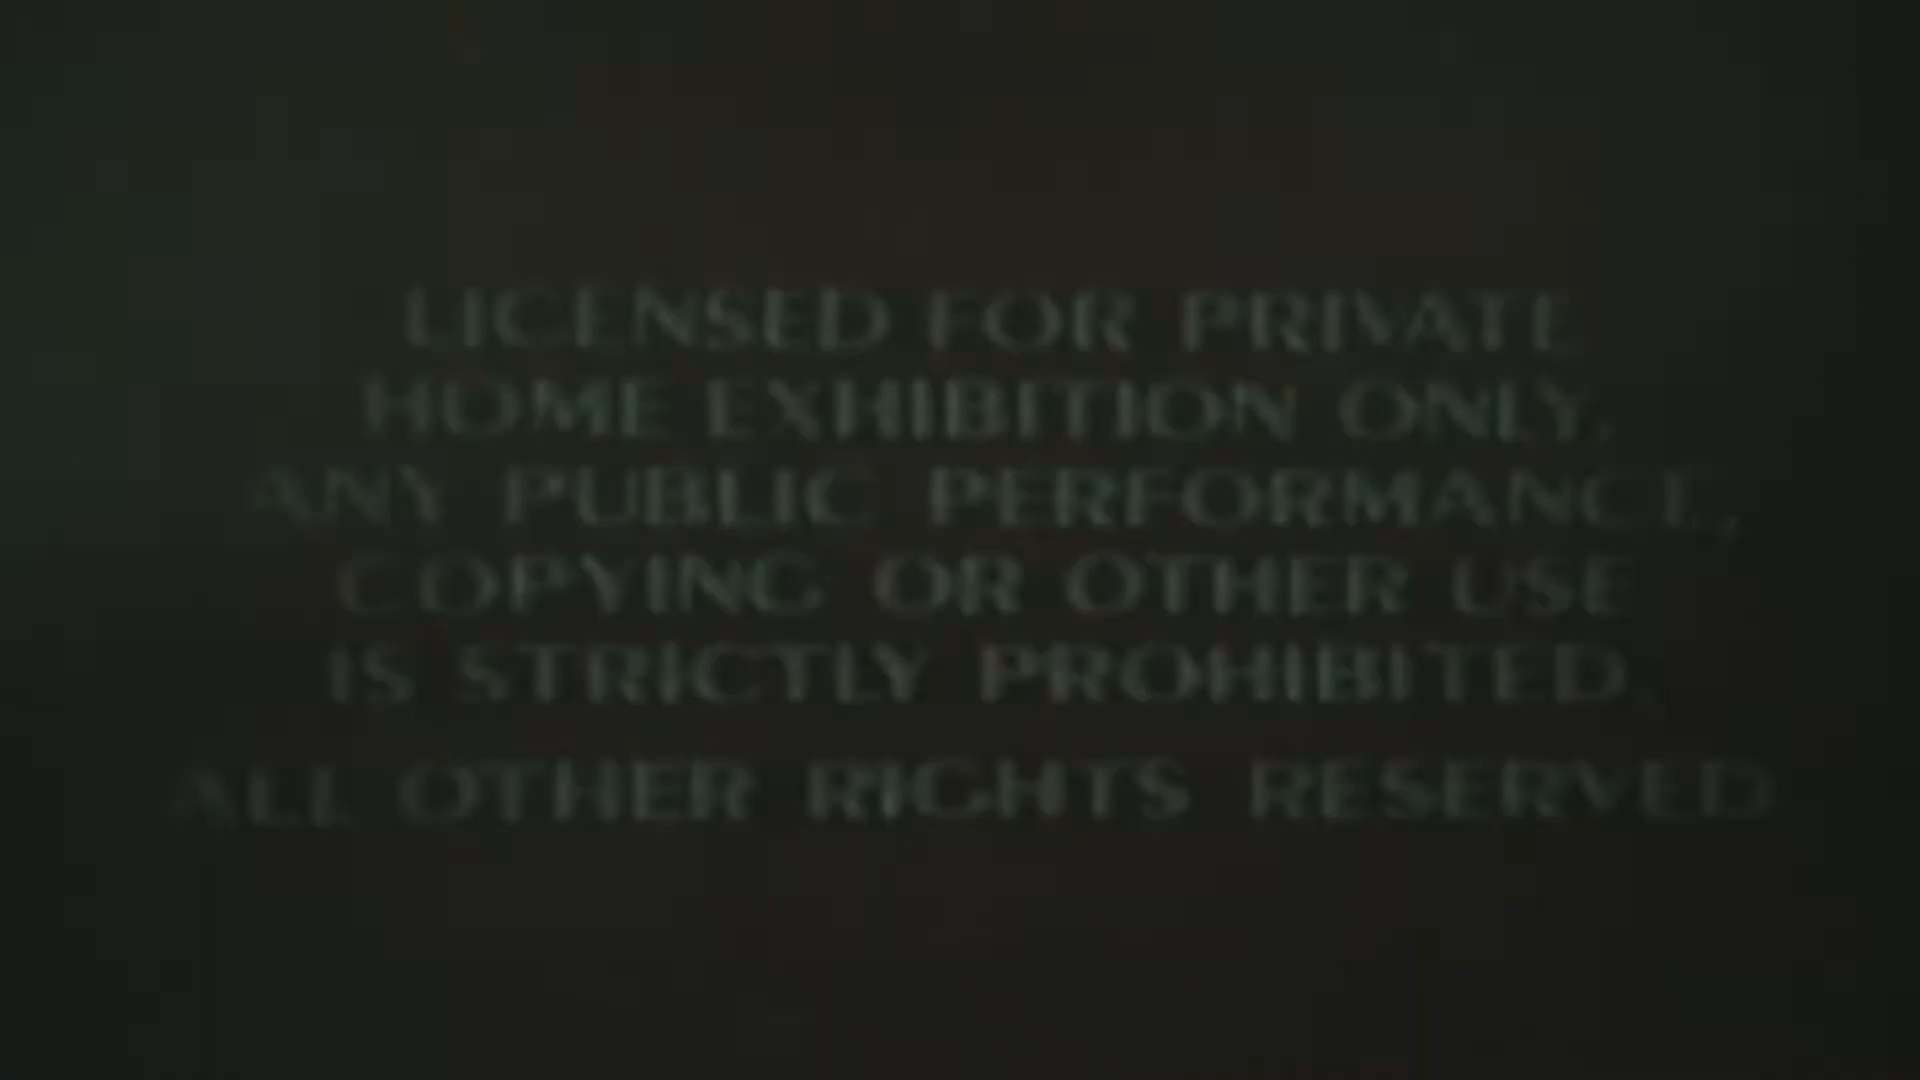 LICENSED FOR PRIVATE
HOME EXHIBITION ONLY.
ANY PUBLIC PERFORMANCE,
COPYING OR OTHER USE
IS STRICTLY PROHIBITED.
ALL OTHER RIGHTS RESERVED